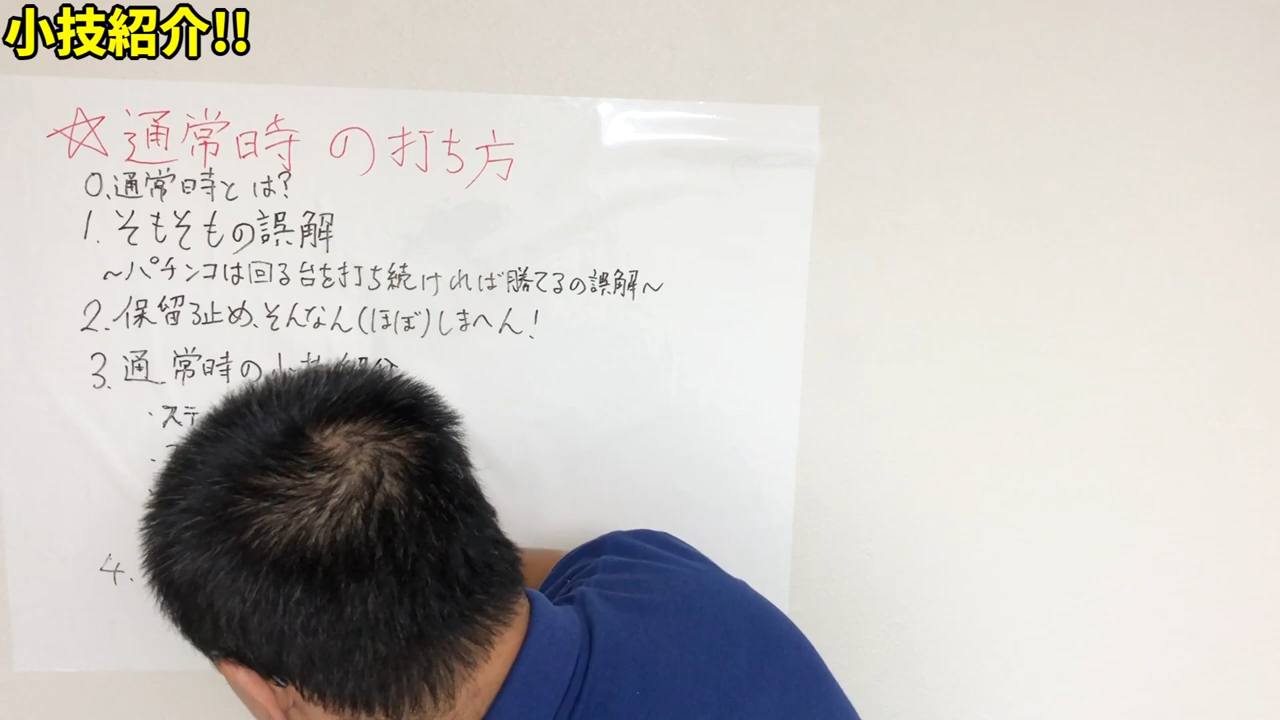 小技紹介!!
☆通常時の打ち方
0.通常時とは?
1.そもそもの誤解
~パチンコは回る台を打ち続ければ勝てるの誤解~
2.保留止め、そんなん(ほぼ)しまへん!
3.通常時の小技紹介
・ステ
4.